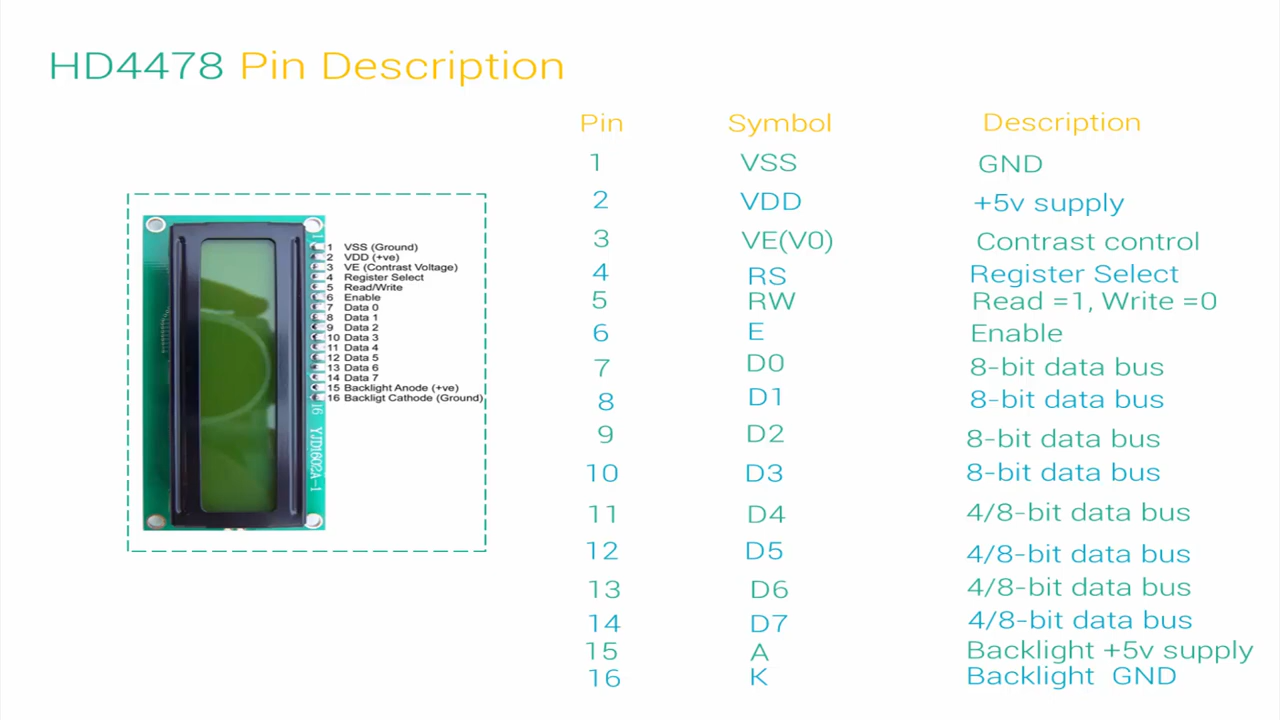 HD4478 Pin Description
Pin Symbol Description
1 VSS GND
2 VDD +5v supply
3 VE(V0) Contrast control
4 RS Register Select
5 RW Read =1, Write =0
6 E Enable
7 D0 8-bit data bus
8 D1 8-bit data bus
9 D2 8-bit data bus
10 D3 8-bit data bus
11 D4 4/8-bit data bus
12 D5 4/8-bit data bus
13 D6 4/8-bit data bus
14 D7 4/8-bit data bus
15 A Backlight +5v supply
16 K Backlight GND
1 VSS (Ground)
2 VDD (+ve)
3 VE (Contrast Voltage)
4 Register Select
5 Read/Write
6 Enable
7 Data 0
8 Data 1
9 Data 2
10 Data 3
11 Data 4
12 Data 5
13 Data 6
14 Data 7
15 Backlight Anode (+ve)
16 Backligt Cathode (Ground)
1
16
YJD1602A-1